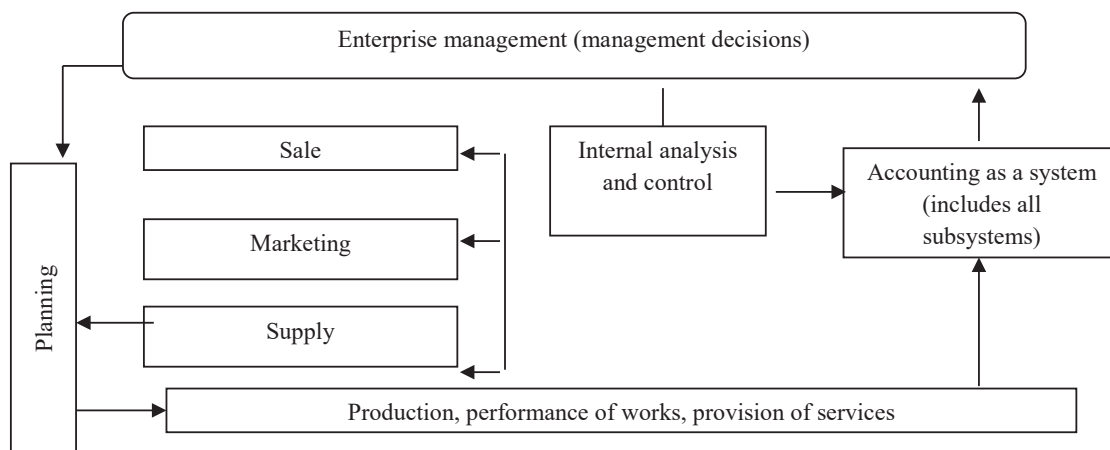 Enterprise management (management decisions)
Sale
Internal analysis
and control
Accounting as a system
(includes all
subsystems)
Marketing
Planning
Supply
Production, performance of works, provision of services